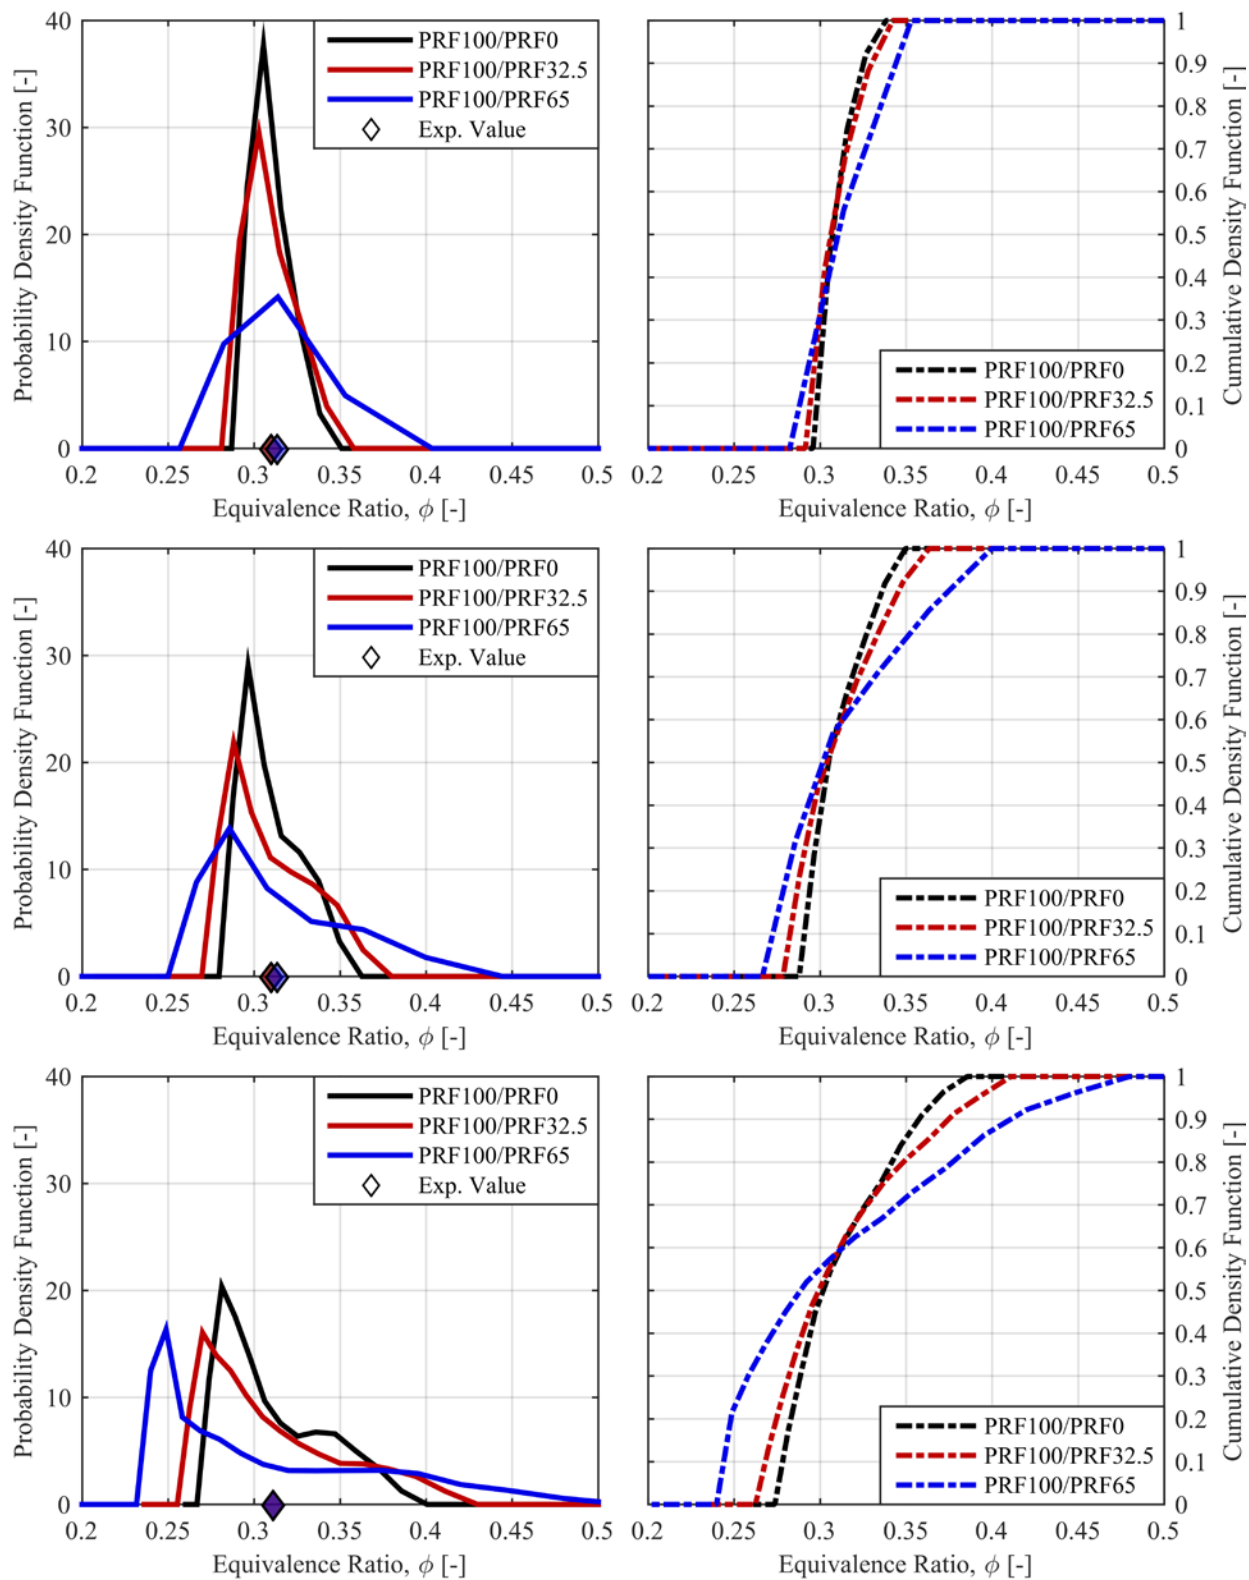 40
30
20
10
0
Probability Density Function [-]
PRF100/PRF0
PRF100/PRF32.5
PRF100/PRF65
Exp. Value
0.2 0.25 0.3 0.35 0.4 0.45 0.5
Equivalence Ratio, ϕ [-]
1
0.9
0.8
0.7
0.6
0.5
0.4
0.3
0.2
0.1
0
Cumulative Density Function [-]
PRF100/PRF0
PRF100/PRF32.5
PRF100/PRF65
0.2 0.25 0.3 0.35 0.4 0.45 0.5
Equivalence Ratio, ϕ [-]
40
30
20
10
0
Probability Density Function [-]
PRF100/PRF0
PRF100/PRF32.5
PRF100/PRF65
Exp. Value
0.2 0.25 0.3 0.35 0.4 0.45 0.5
Equivalence Ratio, ϕ [-]
1
0.9
0.8
0.7
0.6
0.5
0.4
0.3
0.2
0.1
0
Cumulative Density Function [-]
PRF100/PRF0
PRF100/PRF32.5
PRF100/PRF65
0.2 0.25 0.3 0.35 0.4 0.45 0.5
Equivalence Ratio, ϕ [-]
40
30
20
10
0
Probability Density Function [-]
PRF100/PRF0
PRF100/PRF32.5
PRF100/PRF65
Exp. Value
0.2 0.25 0.3 0.35 0.4 0.45 0.5
Equivalence Ratio, ϕ [-]
1
0.9
0.8
0.7
0.6
0.5
0.4
0.3
0.2
0.1
0
Cumulative Density Function [-]
PRF100/PRF0
PRF100/PRF32.5
PRF100/PRF65
0.2 0.25 0.3 0.35 0.4 0.45 0.5
Equivalence Ratio, ϕ [-]